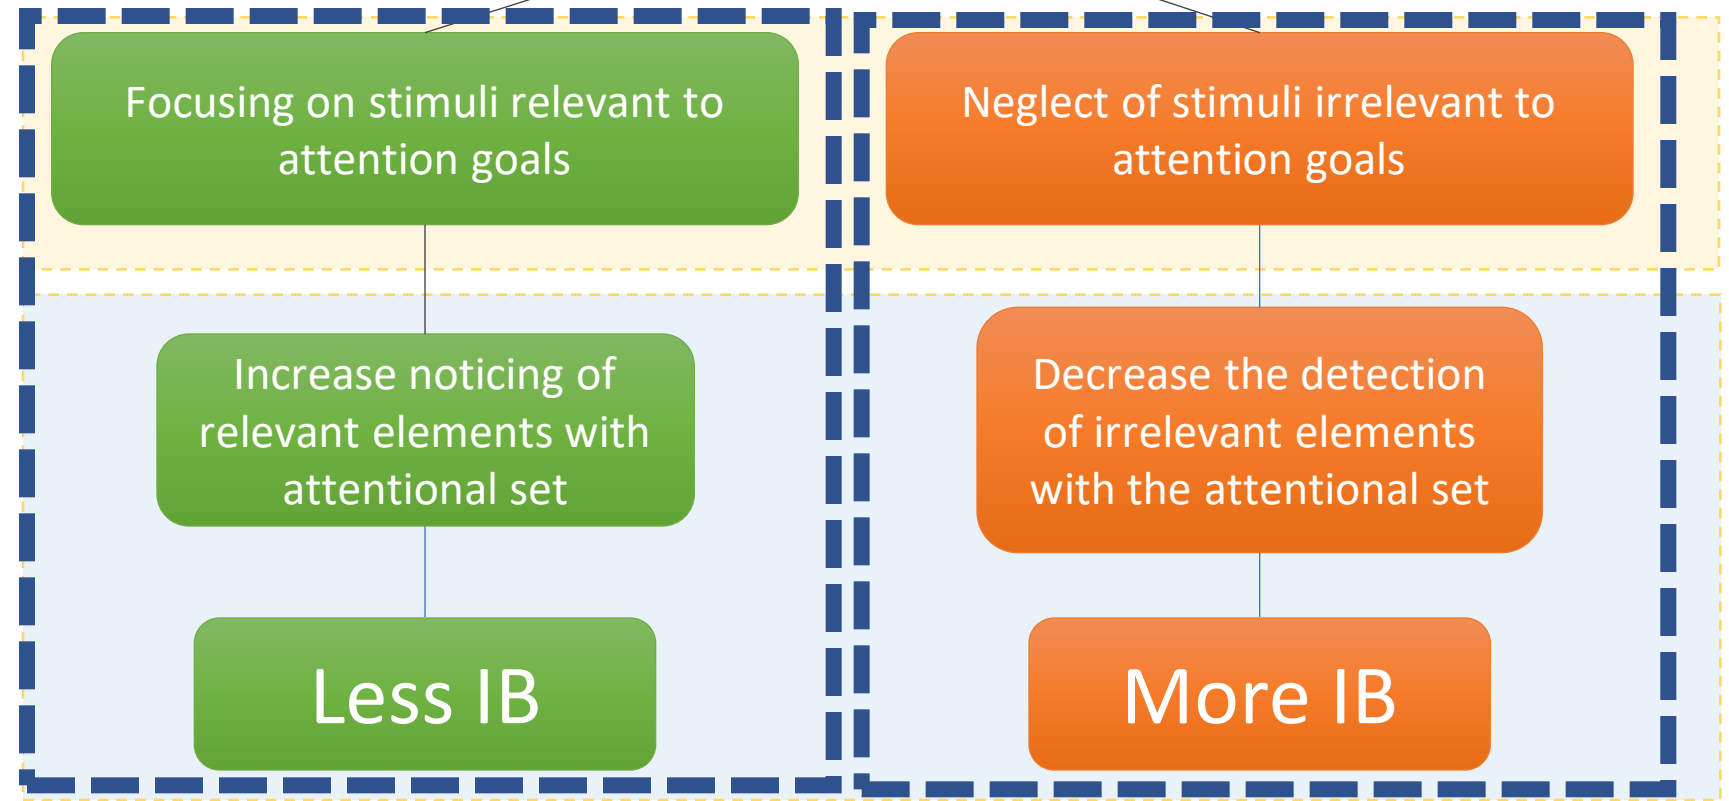 Focusing on stimuli relevant to
attention goals
Neglect of stimuli irrelevant to
attention goals
Increase noticing of
relevant elements with
attentional set
Decrease the detection
of irrelevant elements
with the attentional set
Less IB
More IB